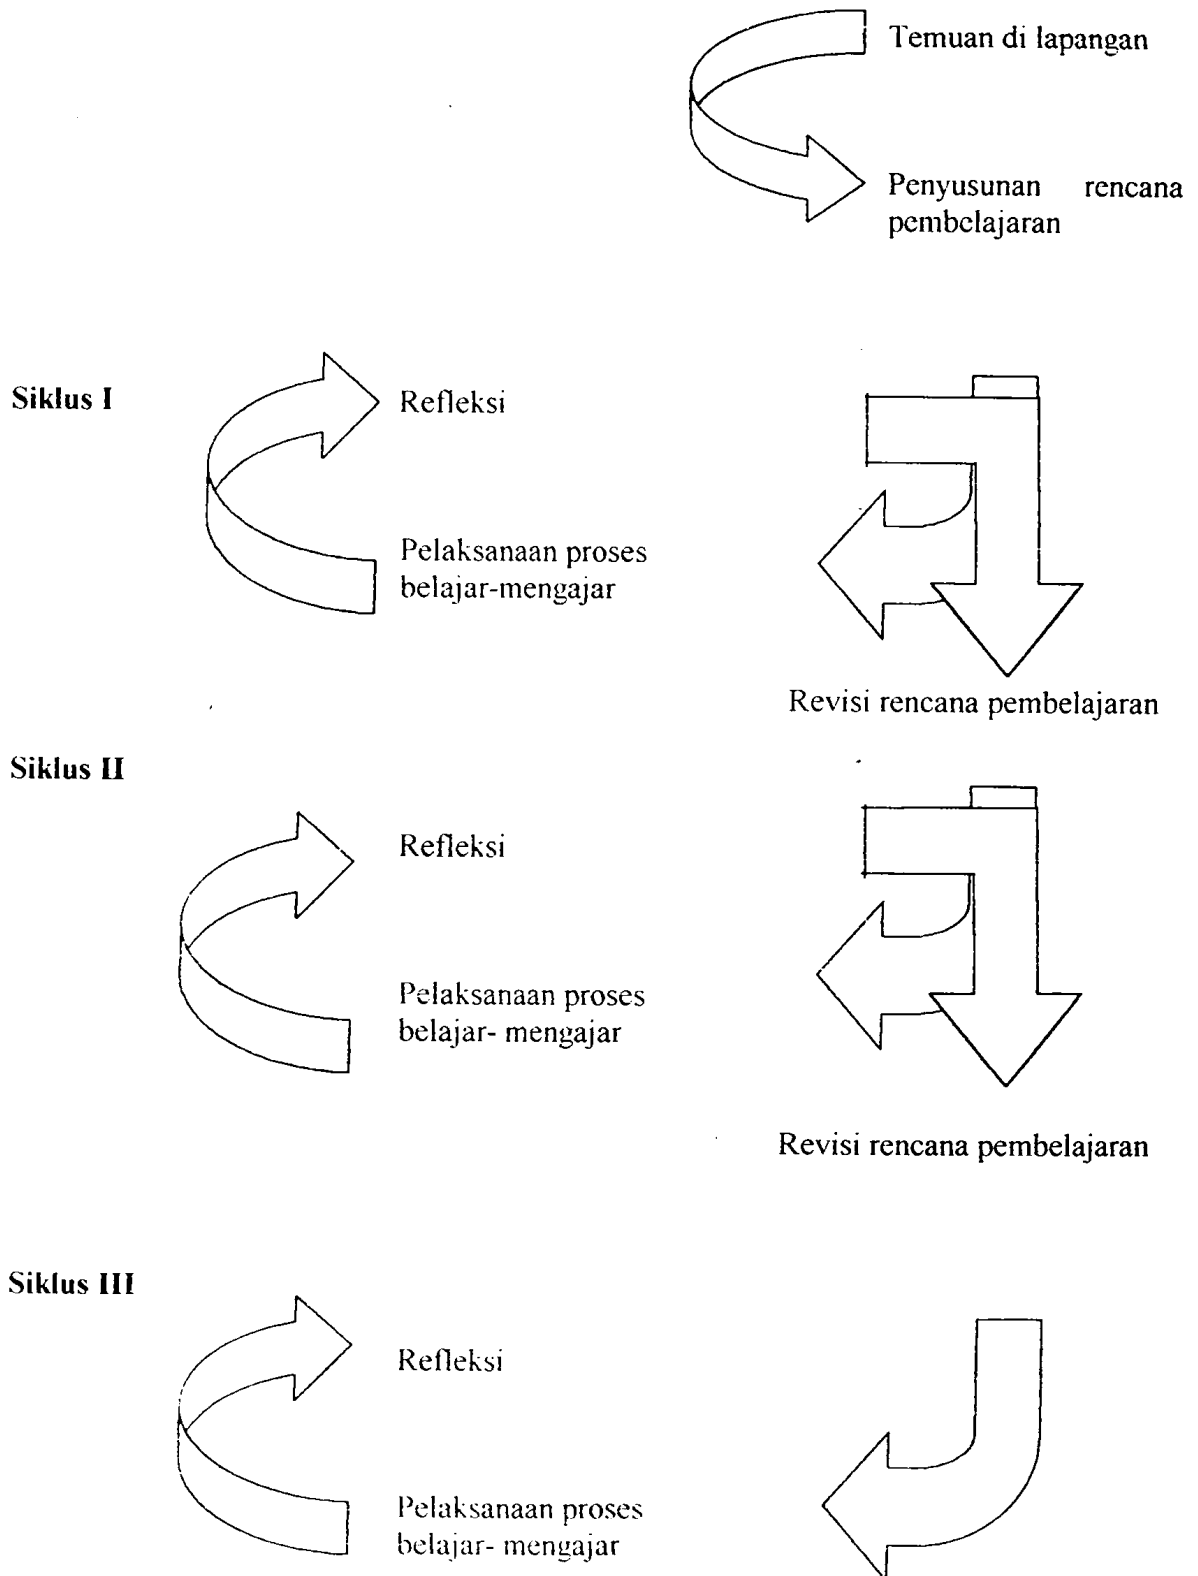 Temuan di lapangan
Penyusunan rencana
pembelajaran
Siklus I
Refleksi
Pelaksanaan proses
belajar-mengajar
Revisi rencana pembelajaran
Siklus II
Refleksi
Pelaksanaan proses
belajar- mengajar
Revisi rencana pembelajaran
Siklus III
Refleksi
Pelaksanaan proses
belajar- mengajar